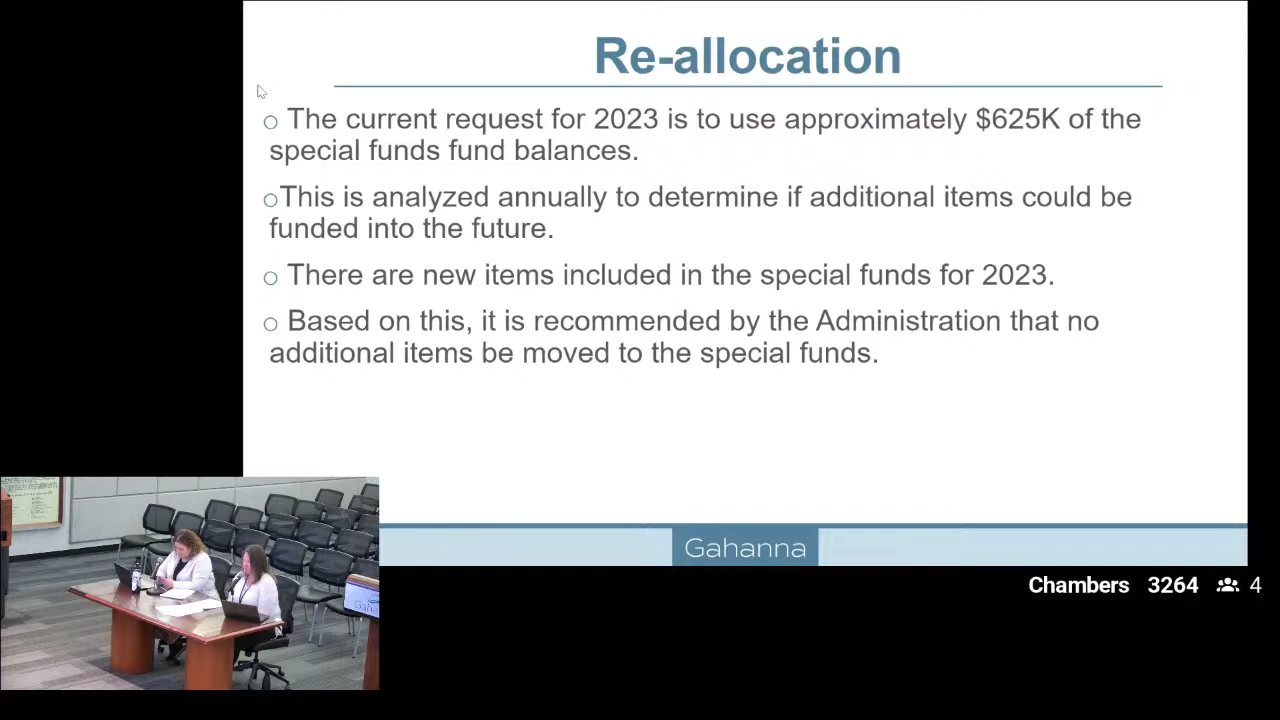 Re-allocation
The current request for 2023 is to use approximately $625K of the
special funds fund balances.
This is analyzed annually to determine if additional items could be
funded into the future.
There are new items included in the special funds for 2023.
Based on this, it is recommended by the Administration that no
additional items be moved to the special funds.
Gahanna
Chambers 3264 4